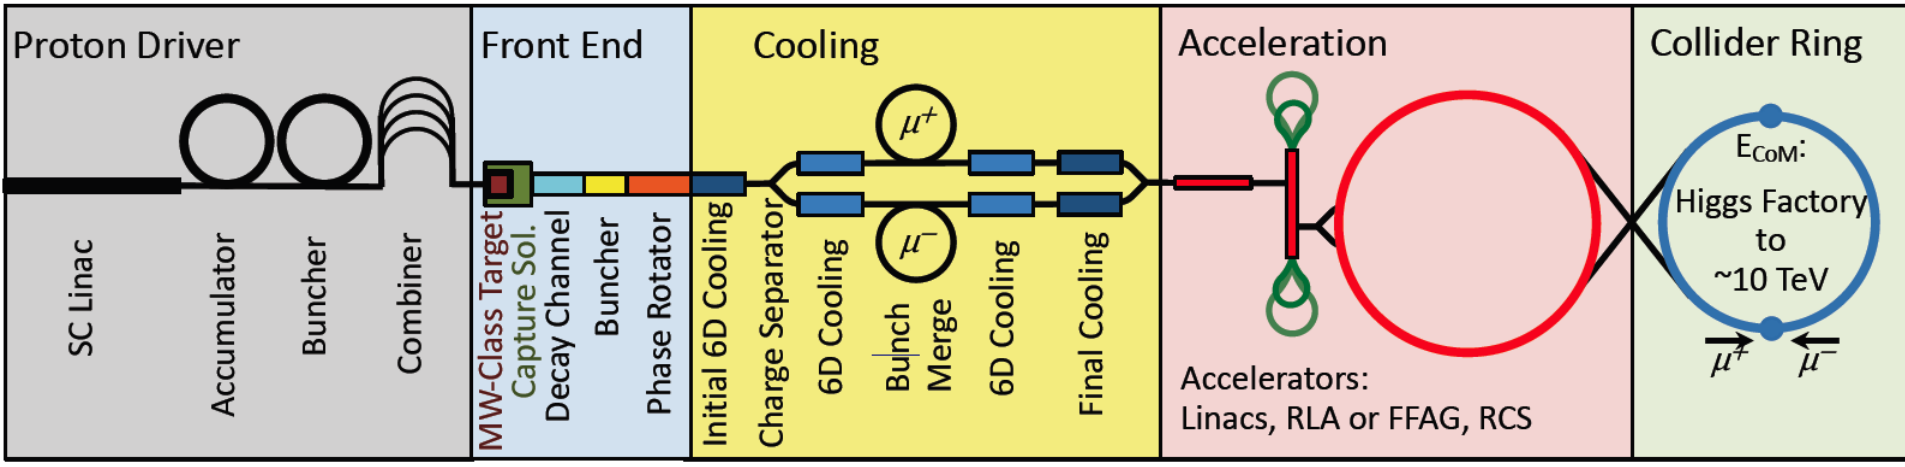 Proton Driver
SC Linac
Accumulator
Buncher
Combiner
Front End
MW-Class Target
Capture Sol.
Decay Channel
Buncher
Phase Rotator
Cooling
μ+
μ−
Initial 6D Cooling
Charge Separator
6D Cooling
Bunch
Merge
6D Cooling
Final Cooling
Acceleration
Accelerators:
Linacs, RLA or FFAG, RCS
Collider Ring
ECoM:
Higgs Factory
to
~10 TeV
μ+ μ−